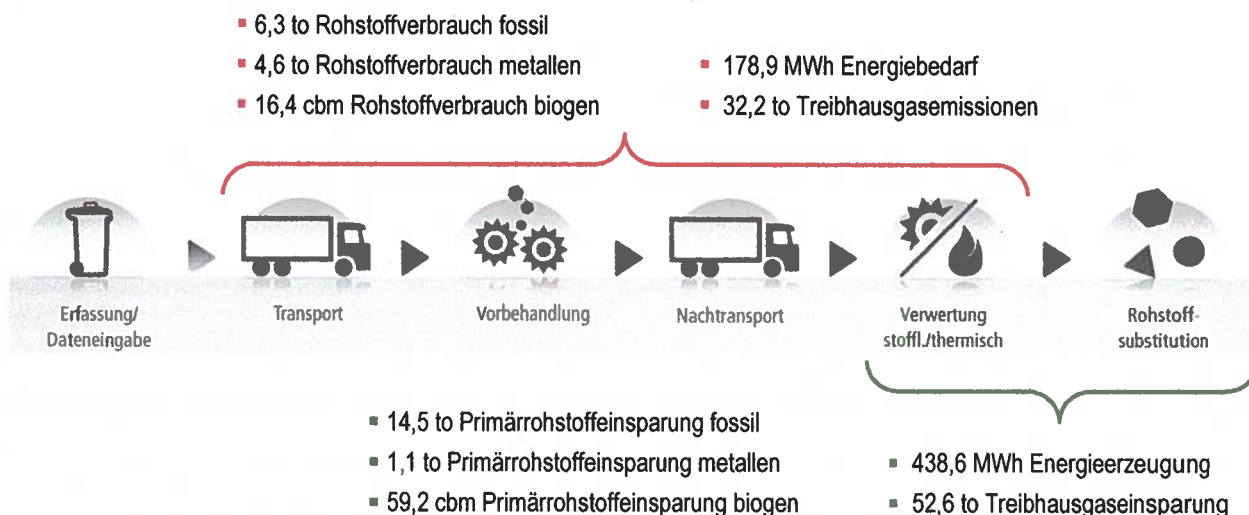 ▪ 6,3 to Rohstoffverbrauch fossil
▪ 4,6 to Rohstoffverbrauch metallen
▪ 16,4 cbm Rohstoffverbrauch biogen
▪ 178,9 MWh Energiebedarf
▪ 32,2 to Treibhausgasemissionen
Erfassung/
Dateneingabe
Transport
Vorbehandlung
Nachtransport
Verwertung
stoffl./thermisch
Rohstoff-
substitution
▪ 14,5 to Primärrohstoffeinsparung fossil
▪ 1,1 to Primärrohstoffeinsparung metallen
▪ 59,2 cbm Primärrohstoffeinsparung biogen
▪ 438,6 MWh Energieerzeugung
▪ 52,6 to Treibhausgaseinsparung